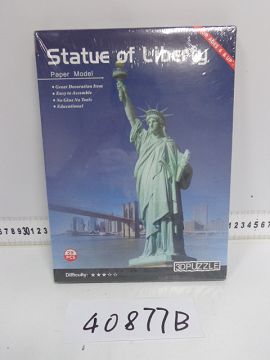 Statue of Liberty
Paper Model
• Great Decoration Item
• Easy to Assemble
• No Glue No Tools
• Educational
PCS
3D PUZZLE
Difficulty: ★★★☆☆
40877B